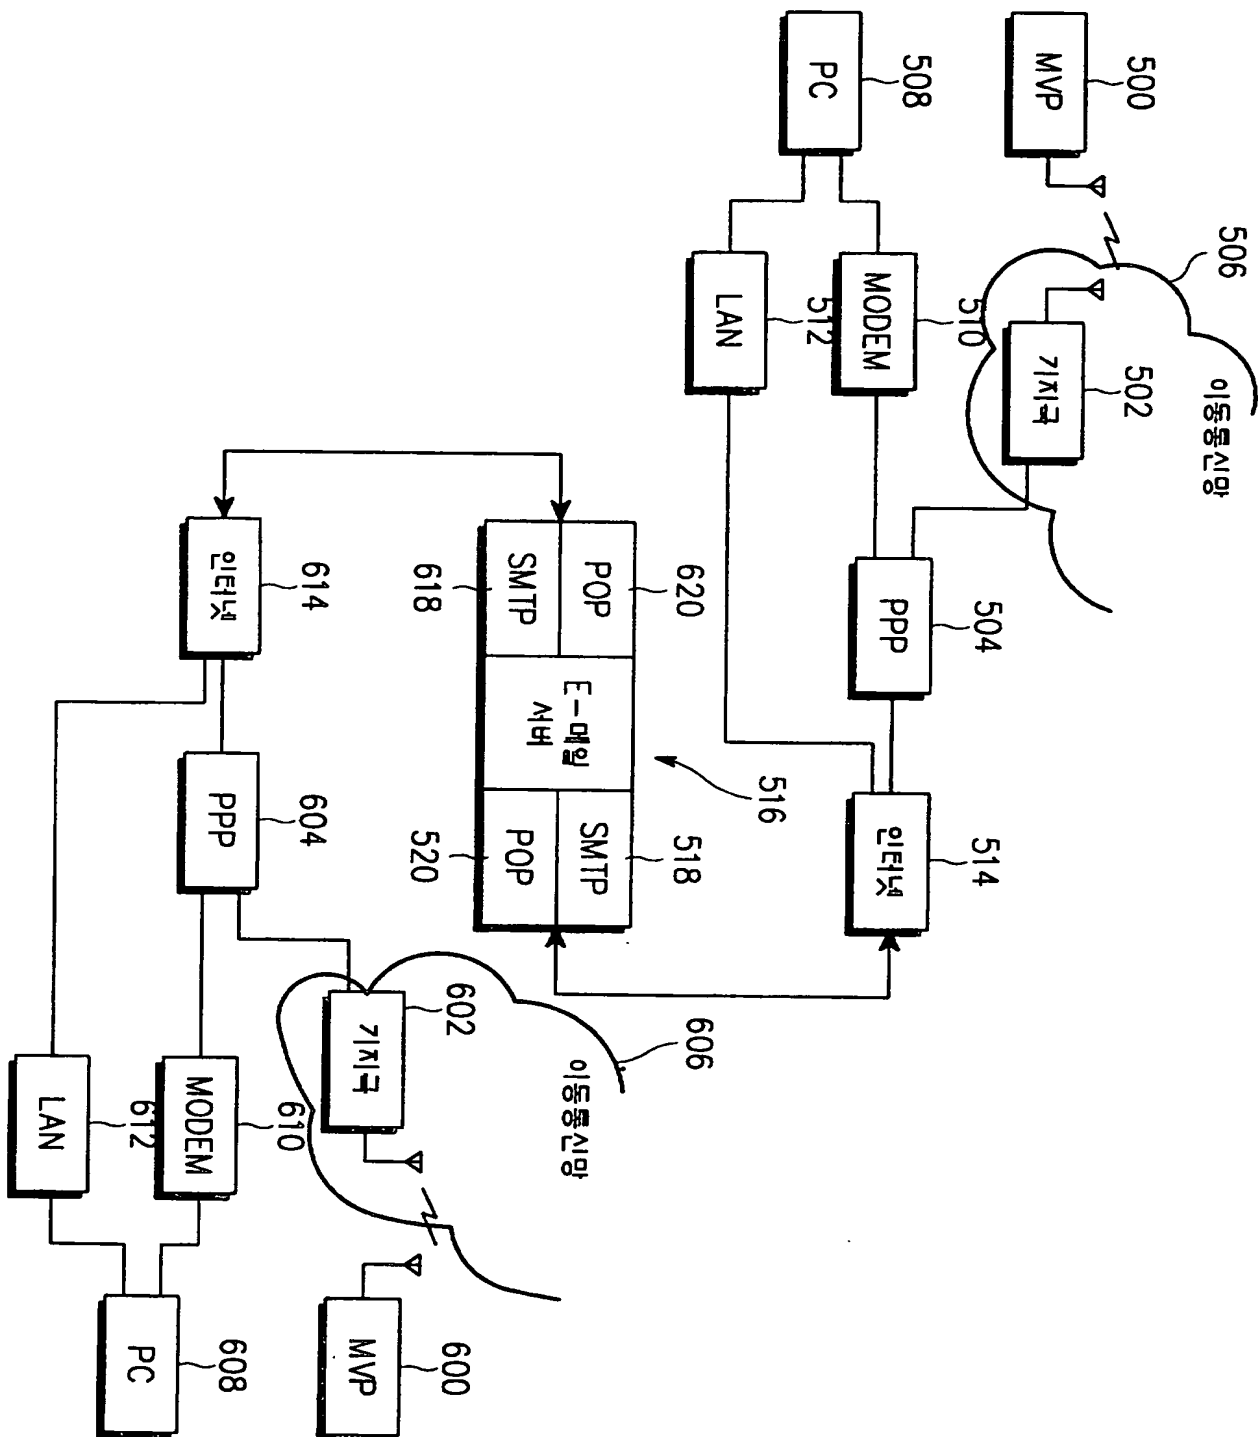 500
MVP
506
이동통신망
502
기지국
508
PC
510
MODEM
512
LAN
504
PPP
514
인터넷
516
620
POP
618
SMTP
E-메일
서버
518
SMTP
520
POP
614
인터넷
604
PPP
606
이동통신망
602
기지국
610
MODEM
612
LAN
600
MVP
608
PC